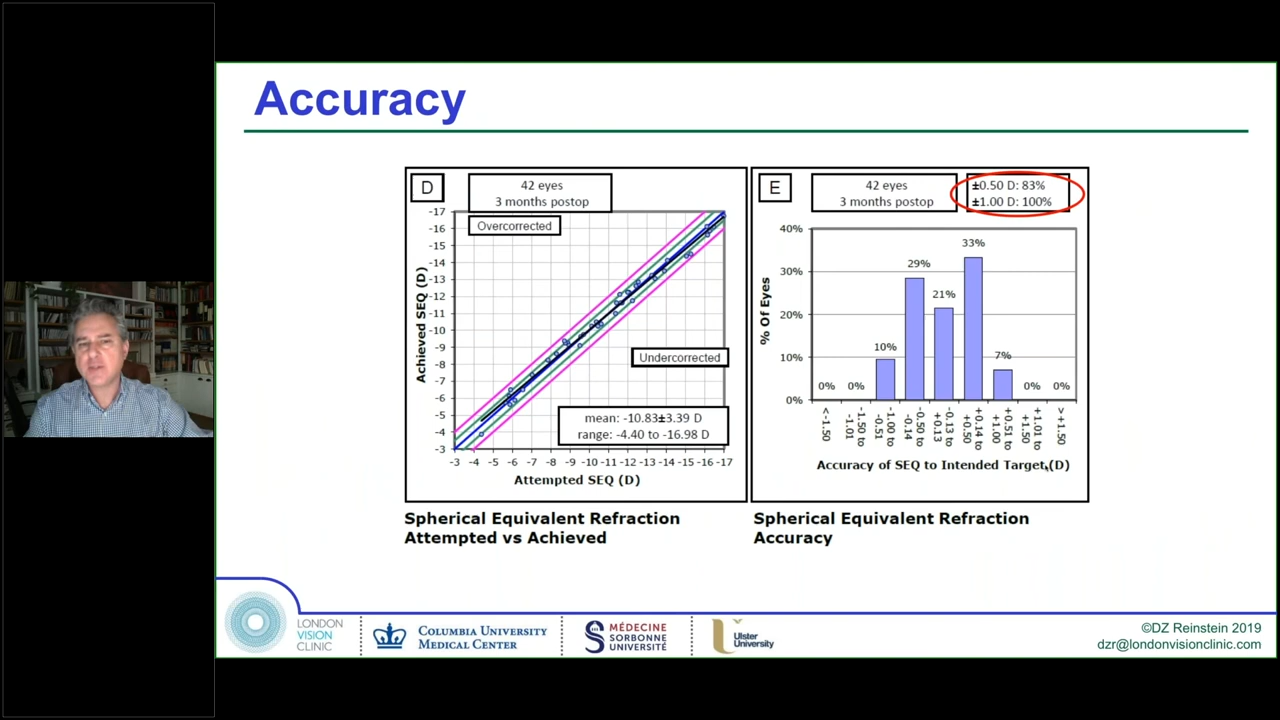 Accuracy
D
42 eyes
3 months postop
Overcorrected
Undercorrected
mean: -10.83±3.39 D
range: -4.40 to -16.98 D
Achieved SEQ (D)
-17
-16
-15
-14
-13
-12
-11
-10
-9
-8
-7
-6
-5
-4
-3
-3 -4 -5 -6 -7 -8 -9 -10 -11 -12 -13 -14 -15 -16 -17
Attempted SEQ (D)
Spherical Equivalent Refraction
Attempted vs Achieved
E
42 eyes
3 months postop
±0.50 D: 83%
±1.00 D: 100%
% Of Eyes
40%
30%
20%
10%
0%
0%
0%
10%
29%
21%
33%
7%
0%
0%
<-1.50
-1.50 to
-1.01
-1.00 to
-0.51
-0.50 to
-0.14
-0.13 to
+0.13
+0.14 to
+0.50
+0.51 to
+1.00
+1.01 to
+1.50
> +1.50
Accuracy of SEQ to Intended Target (D)
Spherical Equivalent Refraction
Accuracy
LONDON
VISION
CLINIC
COLUMBIA UNIVERSITY
MEDICAL CENTER
MÉDECINE
SORBONNE
UNIVERSITÉ
Ulster
University
©DZ Reinstein 2019
dzr@londonvisionclinic.com